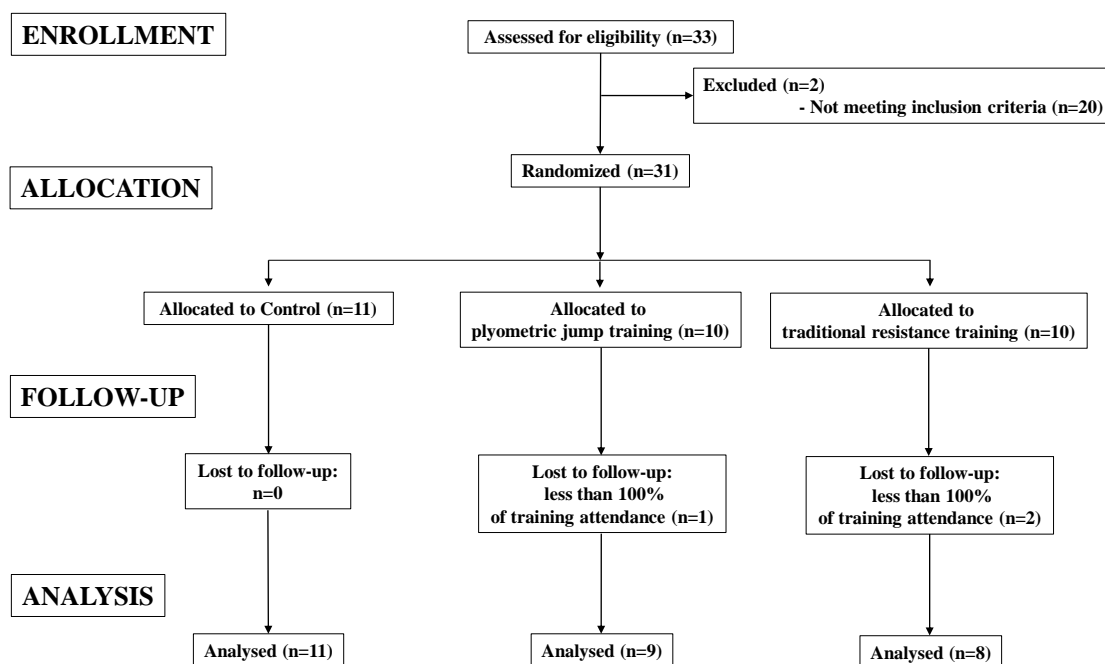 ENROLLMENT
Assessed for eligibility (n=33)
Excluded (n=2)
- Not meeting inclusion criteria (n=20)
Randomized (n=31)
ALLOCATION
Allocated to Control (n=11)
Allocated to
plyometric jump training (n=10)
Allocated to
traditional resistance training (n=10)
FOLLOW-UP
Lost to follow-up:
n=0
Lost to follow-up:
less than 100%
of training attendance (n=1)
Lost to follow-up:
less than 100%
of training attendance (n=2)
ANALYSIS
Analysed (n=11)
Analysed (n=9)
Analysed (n=8)